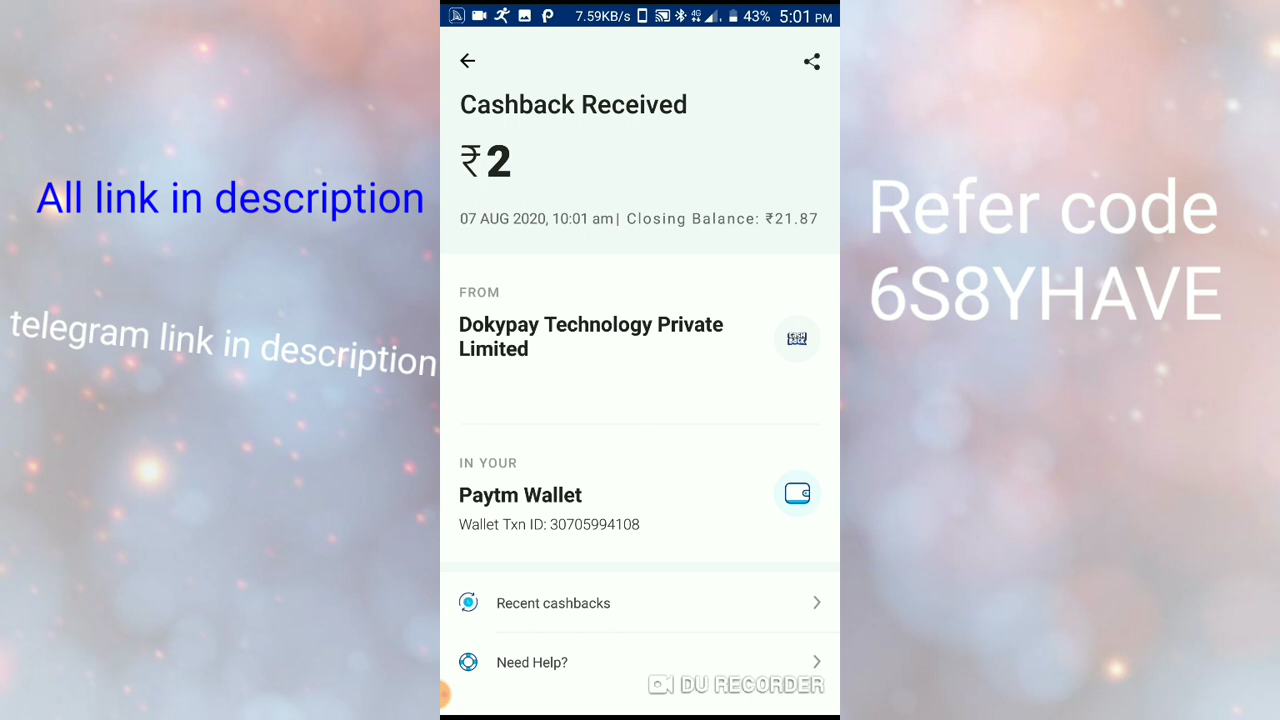 7.59KB/s 4G 43% 5:01 PM
Cashback Received
₹2
07 AUG 2020, 10:01 am| Closing Balance: ₹21.87
FROM
Dokypay Technology Private
Limited
IN YOUR
Paytm Wallet
Wallet Txn ID: 30705994108
Recent cashbacks
Need Help?
DU RECORDER
All link in description
telegram link in description
Refer code
6S8YHAVE